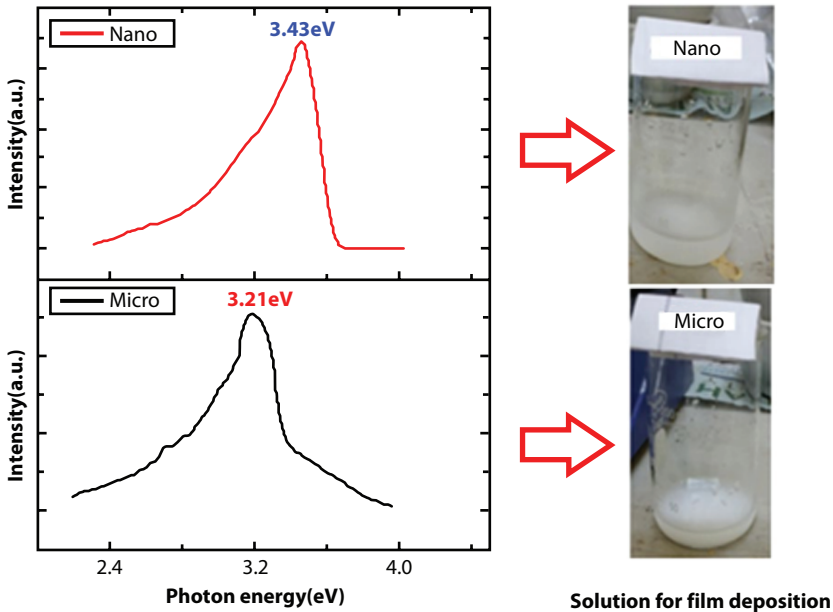 Nano
3.43eV
Intensity(a.u.)
Nano
Micro
3.21eV
Intensity(a.u.)
Micro
2.4 3.2 4.0
Photon energy(eV)
Solution for film deposition